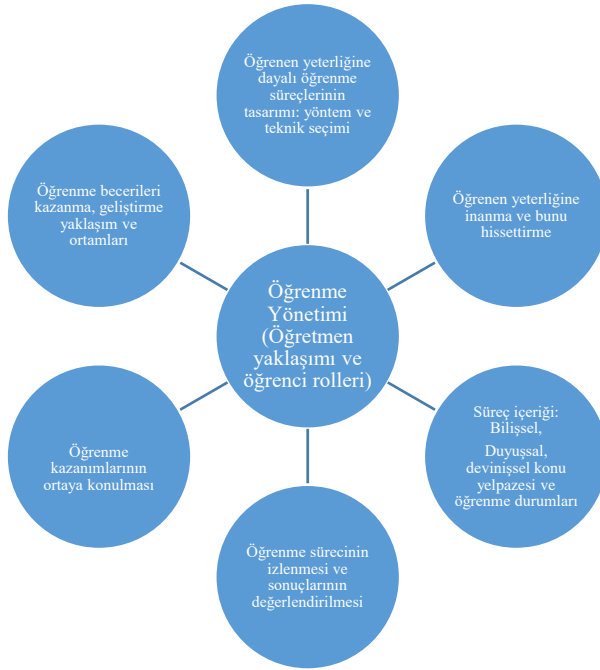 Öğrenen yeterliğine
dayalı öğrenme
süreçlerinin
tasarımı: yöntem ve
teknik seçimi
Öğrenme becerileri
kazanma, geliştirme
yaklaşım ve
ortamları
Öğrenen yeterliğine
inanma ve bunu
hissettirme
Öğrenme
Yönetimi
(Öğretmen
yaklaşımı ve
öğrenci rolleri)
Öğrenme
kazanımlarının
ortaya konulması
Süreç içeriği:
Bilişsel,
Duyuşsal,
devinişsel konu
yelpazesi ve
öğrenme durumları
Öğrenme sürecinin
izlenmesi ve
sonuçlarının
değerlendirilmesi